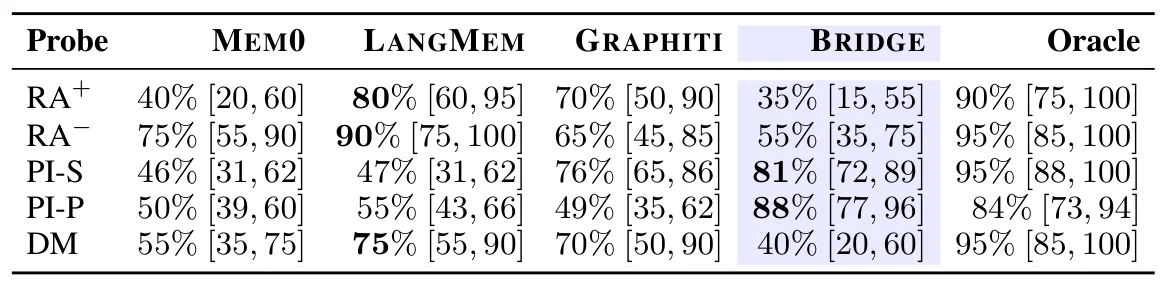 Probe MEM0 LANGMEM GRAPHITI BRIDGE Oracle
RA⁺ 40% [20, 60] 80% [60, 95] 70% [50, 90] 35% [15, 55] 90% [75, 100]
RA⁻ 75% [55, 90] 90% [75, 100] 65% [45, 85] 55% [35, 75] 95% [85, 100]
PI-S 46% [31, 62] 47% [31, 62] 76% [65, 86] 81% [72, 89] 95% [88, 100]
PI-P 50% [39, 60] 55% [43, 66] 49% [35, 62] 88% [77, 96] 84% [73, 94]
DM 55% [35, 75] 75% [55, 90] 70% [50, 90] 40% [20, 60] 95% [85, 100]